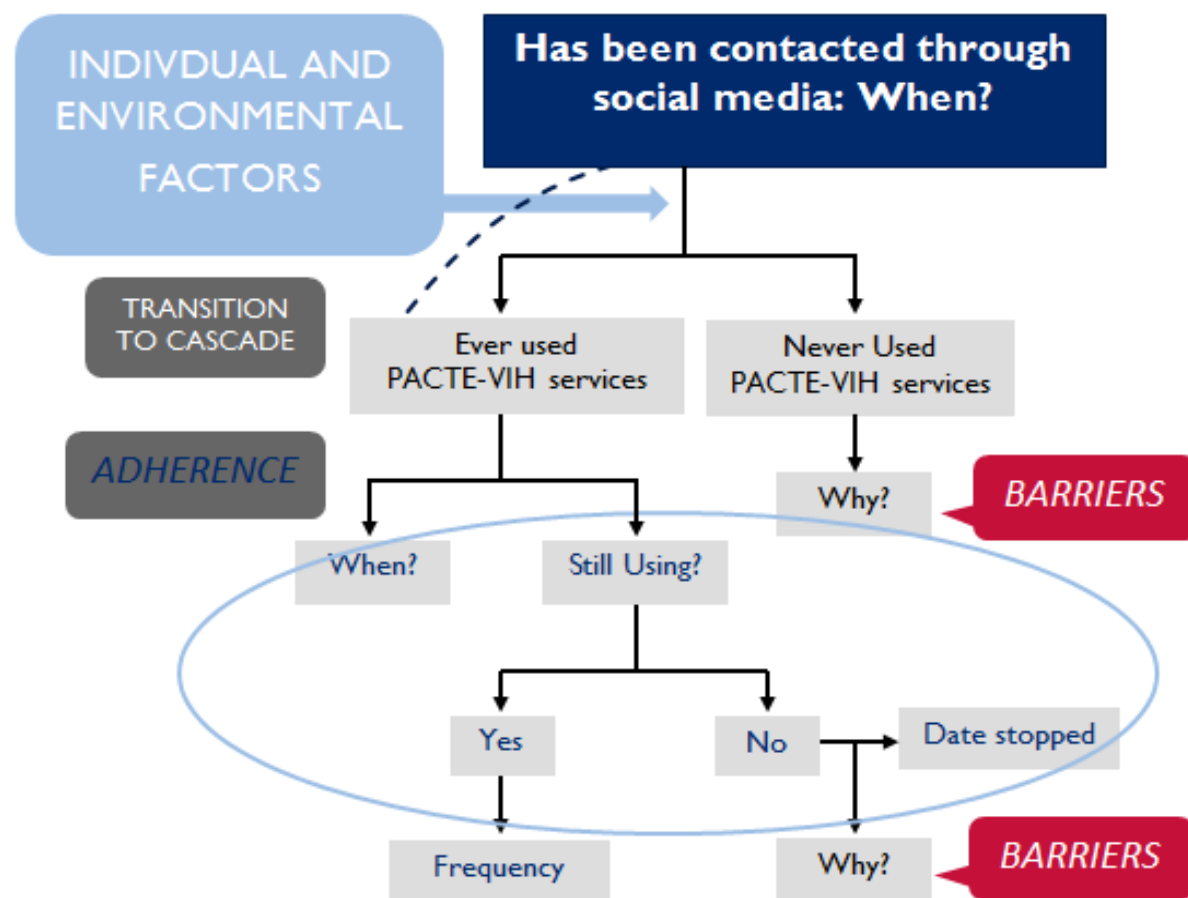 INDIVDUAL AND
ENVIRONMENTAL
FACTORS
Has been contacted through
social media: When?
TRANSITION
TO CASCADE
Ever used
PACTE-VIH services
Never Used
PACTE-VIH services
ADHERENCE
Why?
BARRIERS
When?
Still Using?
Yes
No
Date stopped
Frequency
Why?
BARRIERS